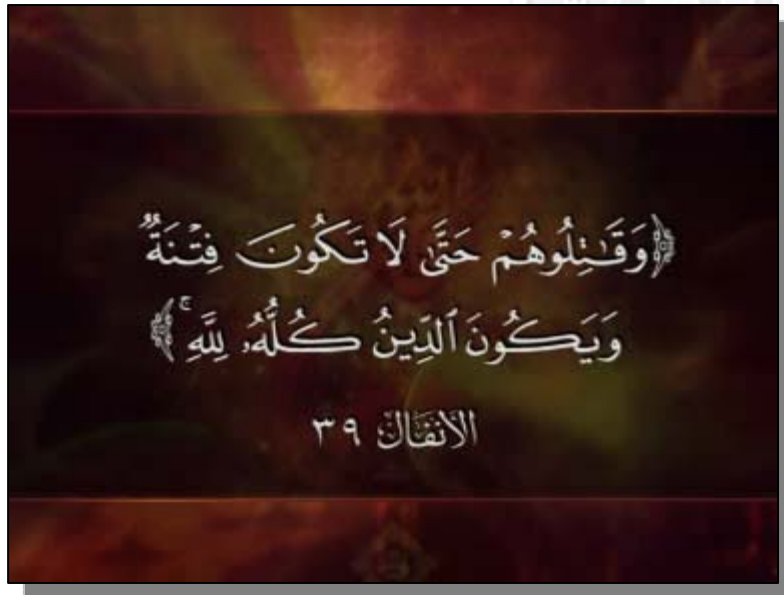 ﴿وَقَـٰتِلُوهُمْ حَتَّىٰ لَا تَكُونَ فِتْنَةٌ
وَيَكُونَ ٱلدِّينُ كُلُّهُۥ لِلَّهِ ۚ﴾
الأنفال ٣٩